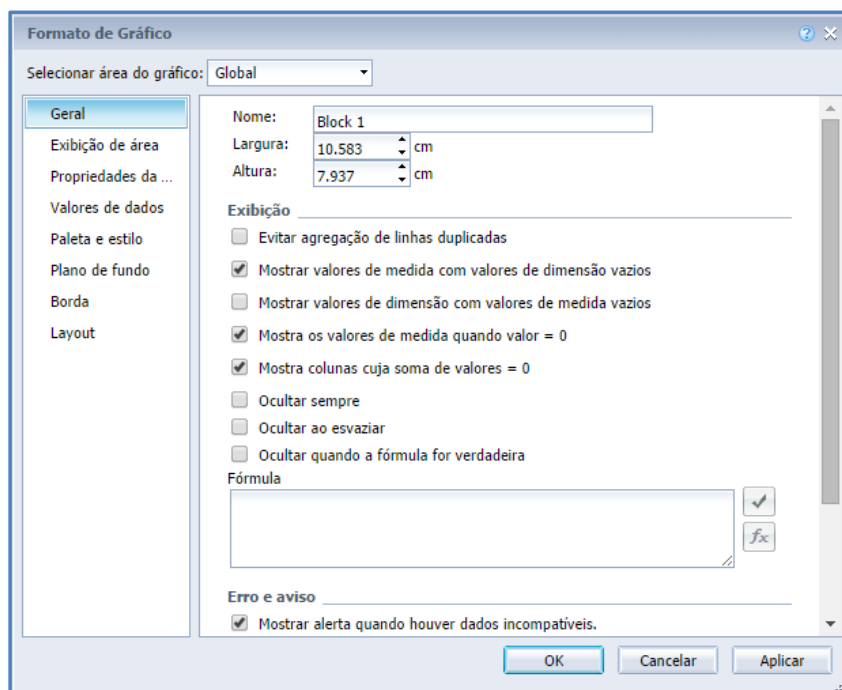 Formato de Gráfico
Selecionar área do gráfico: Global
Geral
Exibição de área
Propriedades da ...
Valores de dados
Paleta e estilo
Plano de fundo
Borda
Layout
Nome: Block 1
Largura: 10.583 cm
Altura: 7.937 cm
Exibição
Evitar agregação de linhas duplicadas
Mostrar valores de medida com valores de dimensão vazios
Mostrar valores de dimensão com valores de medida vazios
Mostra os valores de medida quando valor = 0
Mostra colunas cuja soma de valores = 0
Ocultar sempre
Ocultar ao esvaziar
Ocultar quando a fórmula for verdadeira
Fórmula
fx
Erro e aviso
Mostrar alerta quando houver dados incompatíveis.
OK Cancelar Aplicar